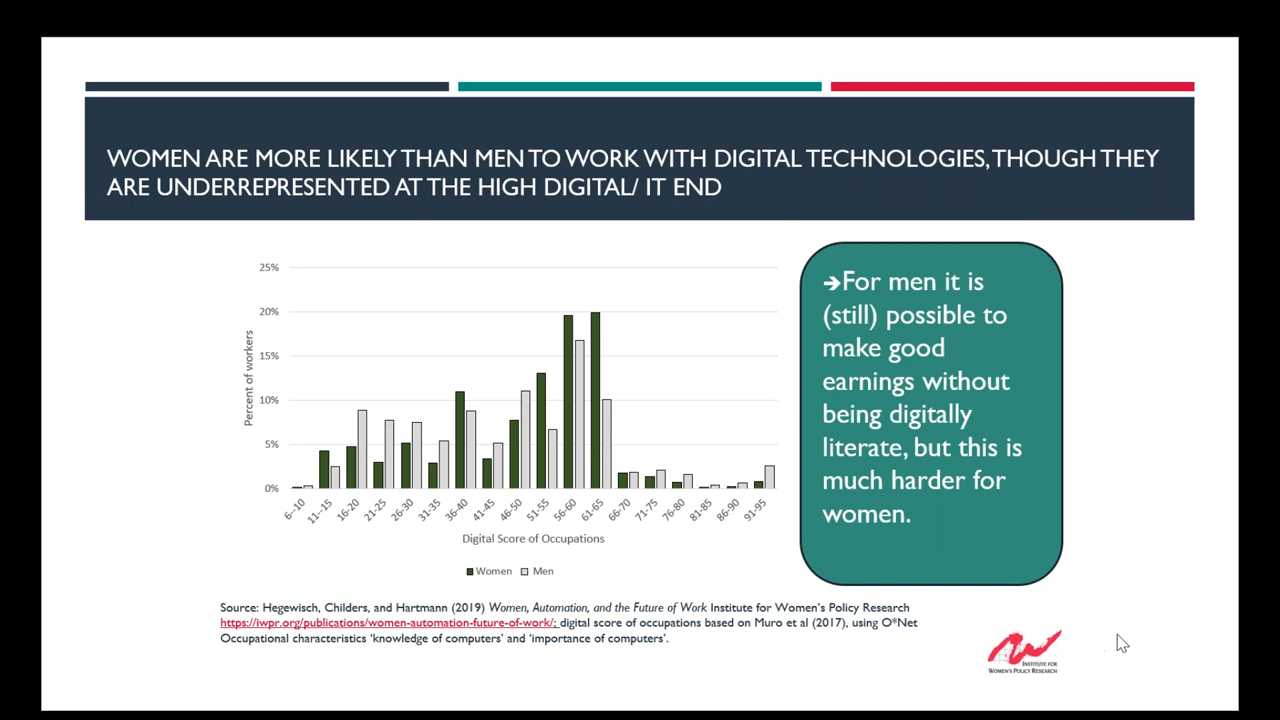 WOMEN ARE MORE LIKELY THAN MEN TO WORK WITH DIGITAL TECHNOLOGIES, THOUGH THEY
ARE UNDERREPRESENTED AT THE HIGH DIGITAL/ IT END
25%
20%
15%
10%
5%
0%
Percent of workers
6--10
11--15
16-20
21-25
26-30
31-35
36-40
41-45
46-50
51-55
56-60
61-65
66-70
71-75
76-80
81-85
86-90
91-95
Digital Score of Occupations
Women Men
➔For men it is
(still) possible to
make good
earnings without
being digitally
literate, but this is
much harder for
women.
Source: Hegewisch, Childers, and Hartmann (2019) Women, Automation, and the Future of Work Institute for Women's Policy Research
https://iwpr.org/publications/women-automation-future-of-work/; digital score of occupations based on Muro et al (2017), using O*Net
Occupational characteristics 'knowledge of computers' and 'importance of computers'.
INSTITUTE FOR
WOMEN'S POLICY RESEARCH